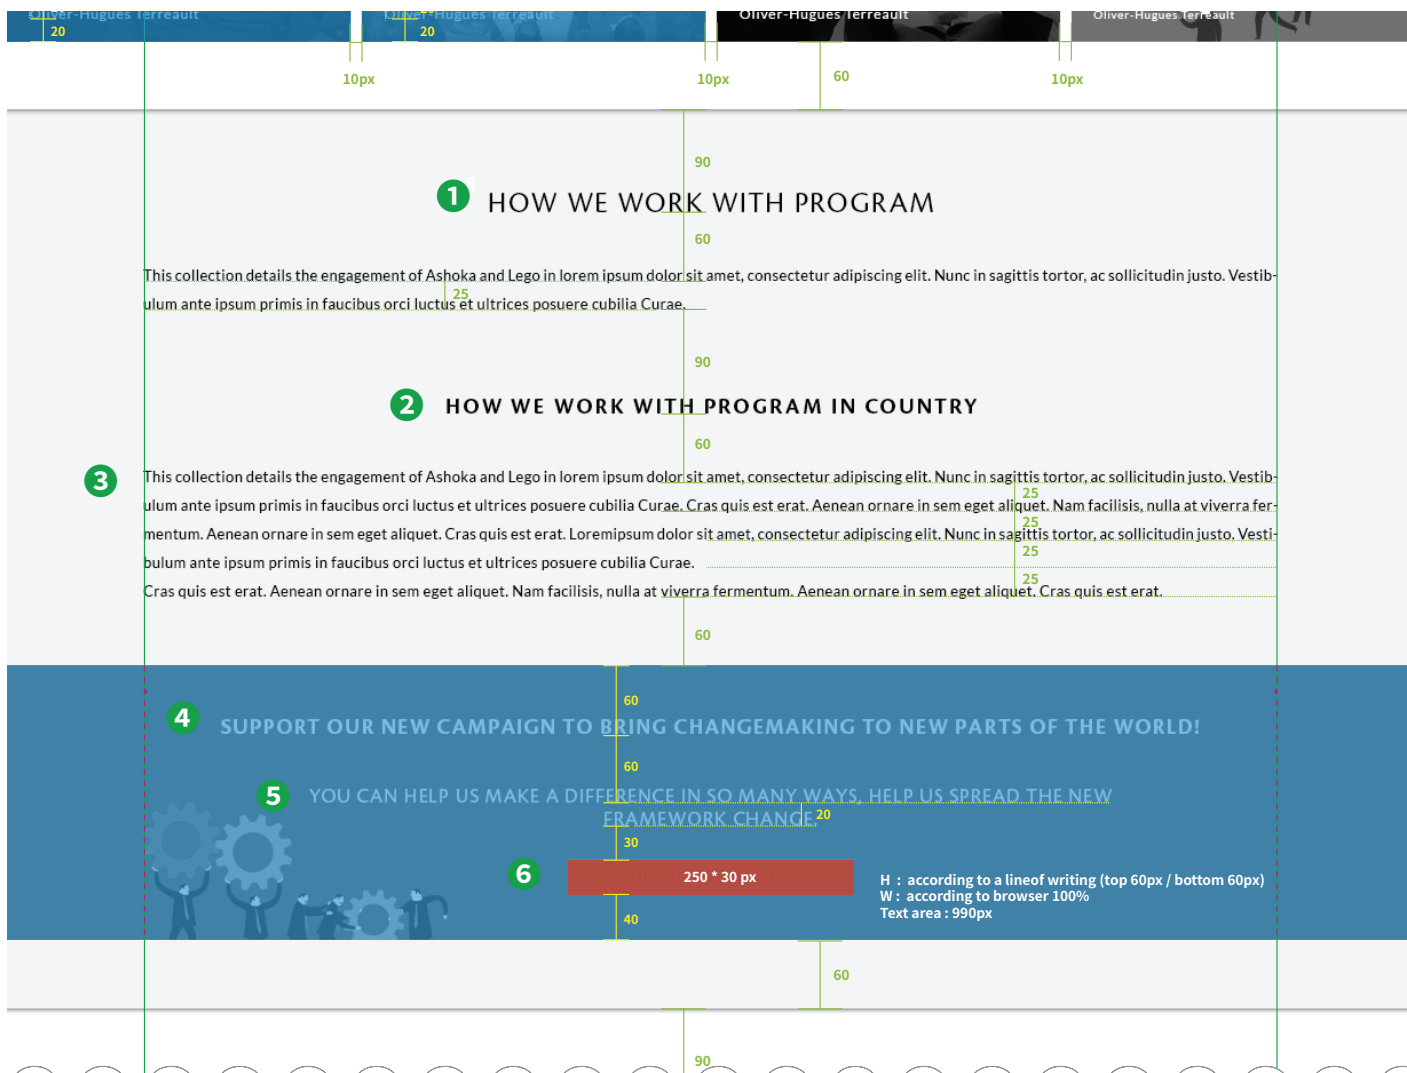 Oliver-Hugues Terreault
Oliver-Hugues Terreault
Oliver-Hugues Terreault
Oliver-Hugues Terreault
20
20
20
10px
10px
60
10px
90
1 HOW WE WORK WITH PROGRAM
60
This collection details the engagement of Ashoka and Lego in lorem ipsum dolor sit amet, consectetur adipiscing elit. Nunc in sagittis tortor, ac sollicitudin justo. Vestib-
25
ulum ante ipsum primis in faucibus orci luctus et ultrices posuere cubilia Curae.
90
2 HOW WE WORK WITH PROGRAM IN COUNTRY
60
3 This collection details the engagement of Ashoka and Lego in lorem ipsum dolor sit amet, consectetur adipiscing elit. Nunc in sagittis tortor, ac sollicitudin justo. Vestib-
25
ulum ante ipsum primis in faucibus orci luctus et ultrices posuere cubilia Curae. Cras quis est erat. Aenean ornare in sem eget aliquet. Nam facilisis, nulla at viverra fer-
25
mentum. Aenean ornare in sem eget aliquet. Cras quis est erat. Loremipsum dolor sit amet, consectetur adipiscing elit. Nunc in sagittis tortor, ac sollicitudin justo. Vesti-
25
bulum ante ipsum primis in faucibus orci luctus et ultrices posuere cubilia Curae.
25
Cras quis est erat. Aenean ornare in sem eget aliquet. Nam facilisis, nulla at viverra fermentum. Aenean ornare in sem eget aliquet. Cras quis est erat.
60
60
4 SUPPORT OUR NEW CAMPAIGN TO BRING CHANGEMAKING TO NEW PARTS OF THE WORLD!
60
5 YOU CAN HELP US MAKE A DIFFERENCE IN SO MANY WAYS, HELP US SPREAD THE NEW
FRAMEWORK CHANGE.
20
30
6 250 * 30 px
H : according to a lineof writing (top 60px / bottom 60px)
W : according to browser 100%
Text area : 990px
40
60
90